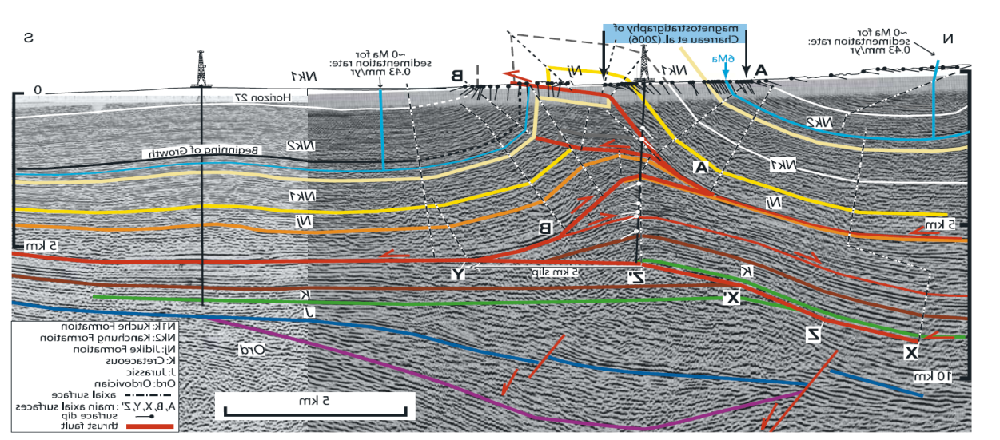 S
N
~0 Ma for
sedimentation rate:
0.43 mm/yr
magnetostratigraphy of
Charreau et al. (2006)
~0 Ma for
sedimentation rate:
0.43 mm/yr
6Ma
Nk1
B
Nj
Nk1
A
0
Horizon 27
Nk2
Beginning of Growth
Nk2
Nk1
A
Nk1
Nj
Nj
B
5 km
5 km
Y
5 km slip
Z'
K
X'
K
J
Z
X
Ord
10 km
5 km
N1k: Kuche Formation
Nk2: Kanchung Formation
Nj: Jidike Formation
K: Cretaceous
J: Jurassic
Ord: Ordovician
axial surface
A, B, X, Y, Z' : main axial surfaces
surface dip
thrust fault